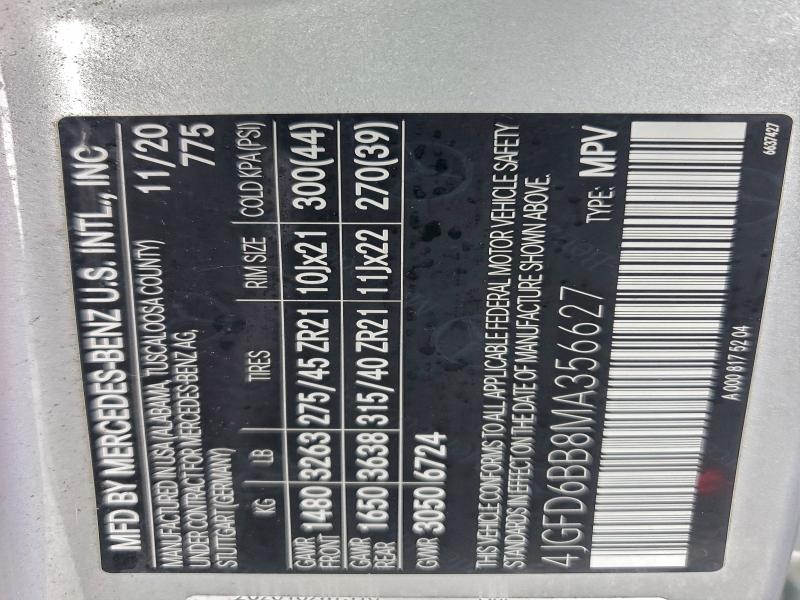 MFD BY MERCEDES-BENZ U.S. INTL., INC
MANUFACTURED IN USA (ALABAMA, TUSCALOOSA COUNTY) 11/20
UNDER CONTRACT FOR MERCEDES-BENZ AG, 775
STUTTGART (GERMANY)
KG LB TIRES RIM SIZE COLD KPA (PSI)
GAWR FRONT 1480 3263 275/45 ZR21 10Jx21 300(44)
GAWR REAR 1650 3638 315/40 ZR21 11Jx22 270(39)
GVWR 3050 6724
THIS VEHICLE CONFORMS TO ALL APPLICABLE FEDERAL MOTOR VEHICLE SAFETY
STANDARDS IN EFFECT ON THE DATE OF MANUFACTURE SHOWN ABOVE.
4JGFD6BB8MA356627 TYPE: MPV
A 000 817 52 04 6637427